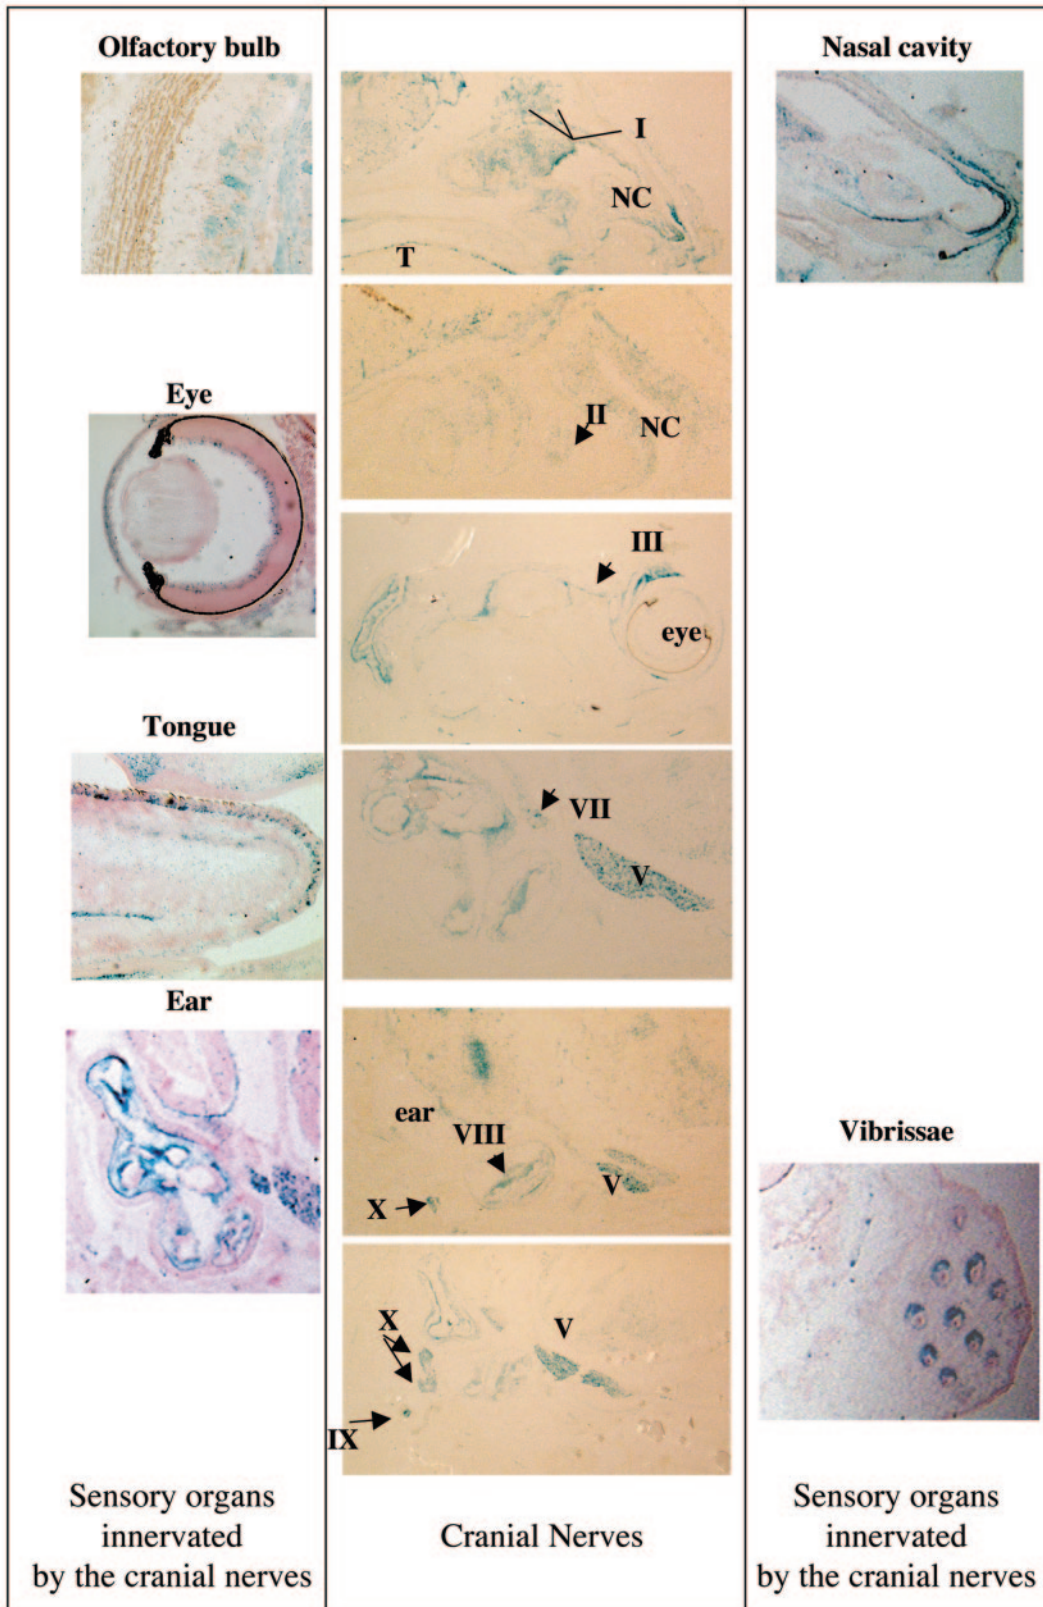 Olfactory bulb
Eye
Tongue
Ear
Sensory organs
innervated
by the cranial nerves
I
NC
T
II
NC
III
eye
VII
V
ear
VIII
V
X
X
V
IX
Cranial Nerves
Nasal cavity
Vibrissae
Sensory organs
innervated
by the cranial nerves